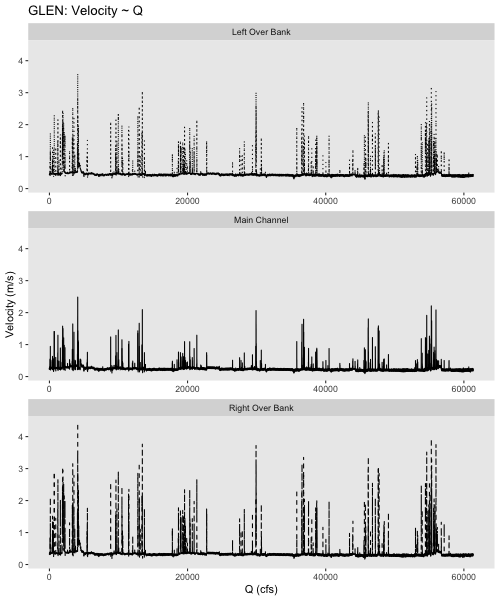 GLEN: Velocity ~ Q
Left Over Bank
4
3
2
1
0
0 20000 40000 60000
Main Channel
4
3
2
1
0
0 20000 40000 60000
Velocity (m/s)
Right Over Bank
4
3
2
1
0
0 20000 40000 60000
Q (cfs)